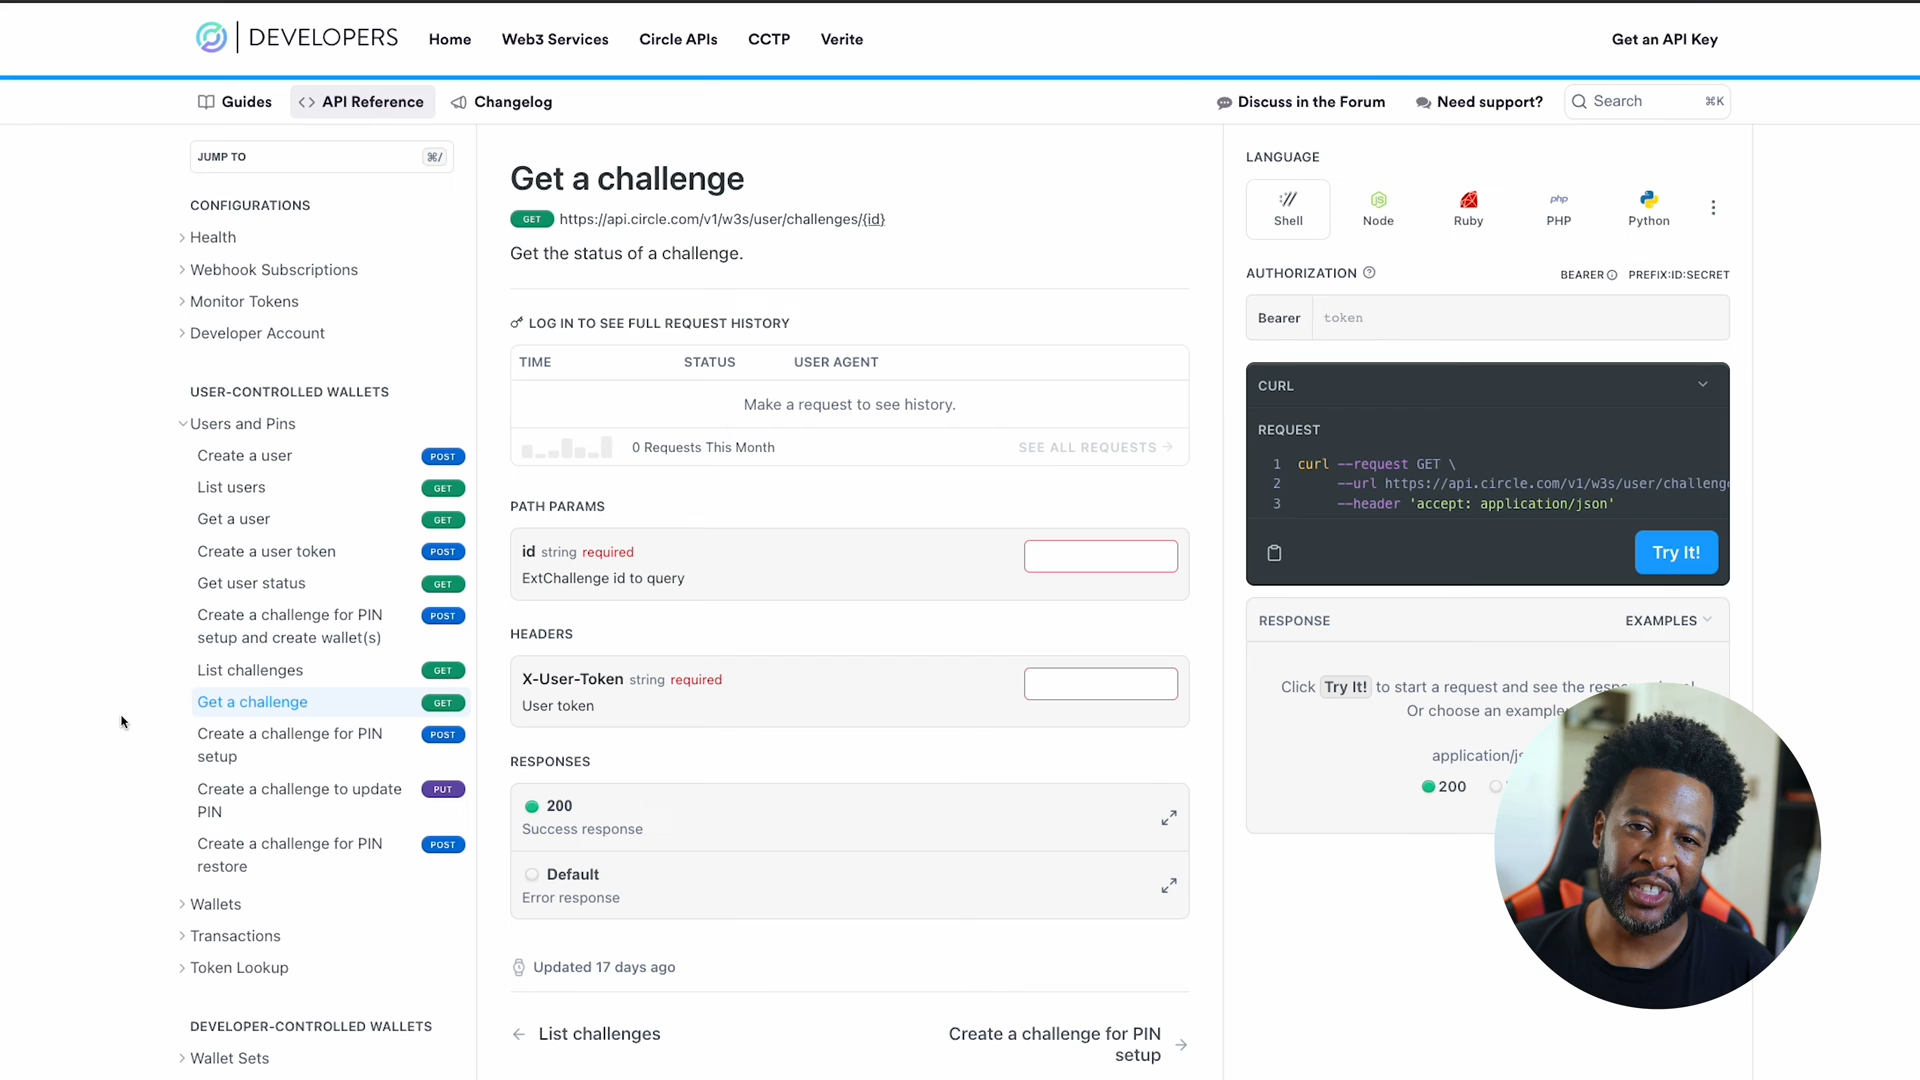 DEVELOPERS
Home
Web3 Services
Circle APIs
CCTP
Verite
Get an API Key
Guides
API Reference
Changelog
Discuss in the Forum
Need support?
Search
⌘K
JUMP TO
⌘/
CONFIGURATIONS
Health
Webhook Subscriptions
Monitor Tokens
Developer Account
USER-CONTROLLED WALLETS
Users and Pins
Create a user POST
List users GET
Get a user GET
Create a user token POST
Get user status GET
Create a challenge for PIN POST
setup and create wallet(s)
List challenges GET
Get a challenge GET
Create a challenge for PIN POST
setup
Create a challenge to update PUT
PIN
Create a challenge for PIN POST
restore
Wallets
Transactions
Token Lookup
DEVELOPER-CONTROLLED WALLETS
Wallet Sets
Get a challenge
GET https://api.circle.com/v1/w3s/user/challenges/{id}
Get the status of a challenge.
LOG IN TO SEE FULL REQUEST HISTORY
TIME STATUS USER AGENT
Make a request to see history.
0 Requests This Month SEE ALL REQUESTS →
PATH PARAMS
id string required
ExtChallenge id to query
HEADERS
X-User-Token string required
User token
RESPONSES
200
Success response
Default
Error response
Updated 17 days ago
← List challenges
Create a challenge for PIN
setup →
LANGUAGE
Shell
Node
Ruby
php
PHP
Python
AUTHORIZATION BEARER PREFIX:ID:SECRET
Bearer token
CURL
REQUEST
1 curl --request GET \
2 --url https://api.circle.com/v1/w3s/user/challenge
3 --header 'accept: application/json'
Try It!
RESPONSE EXAMPLES
Click Try It! to start a request and see the
Or choose an example
application/js
200